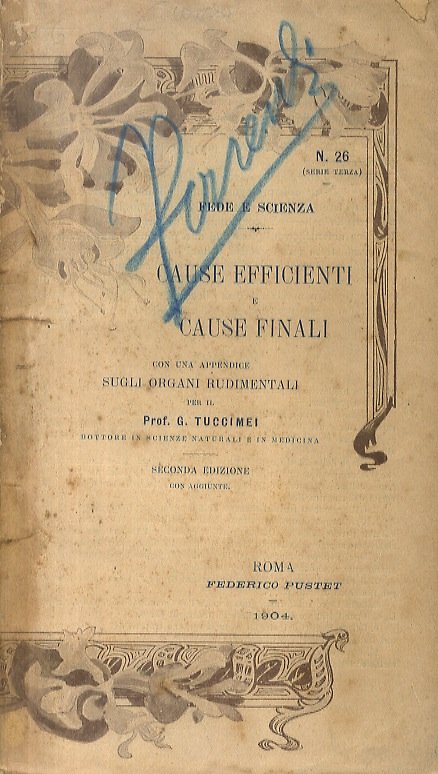 N. 26
(SERIE TERZA)
FEDE E SCIENZA
CAUSE EFFICIENTI
E
CAUSE FINALI
CON UNA APPENDICE
SUGLI ORGANI RUDIMENTALI
PER IL
Prof. G. TUCCIMEI
DOTTORE IN SCIENZE NATURALI E IN MEDICINA
SECONDA EDIZIONE
CON AGGIUNTE.
ROMA
FEDERICO PUSTET
1904.